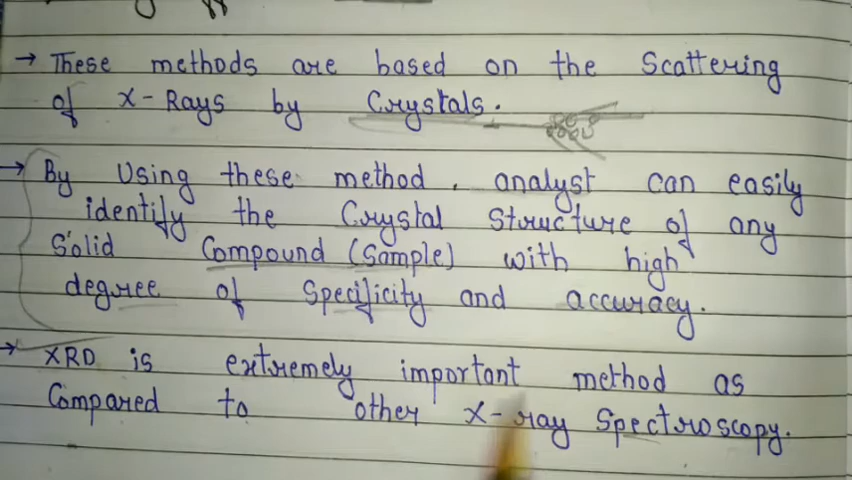 → These methods are based on the Scattering
of X-Rays by Crystals.
→ By Using these method, analyst can easily
identify the Crystal Structure of any
Solid Compound (Sample) with high
degree of Specificity and accuracy.
→ XRD is extremely important method as
Compared to other X-ray Spectroscopy.